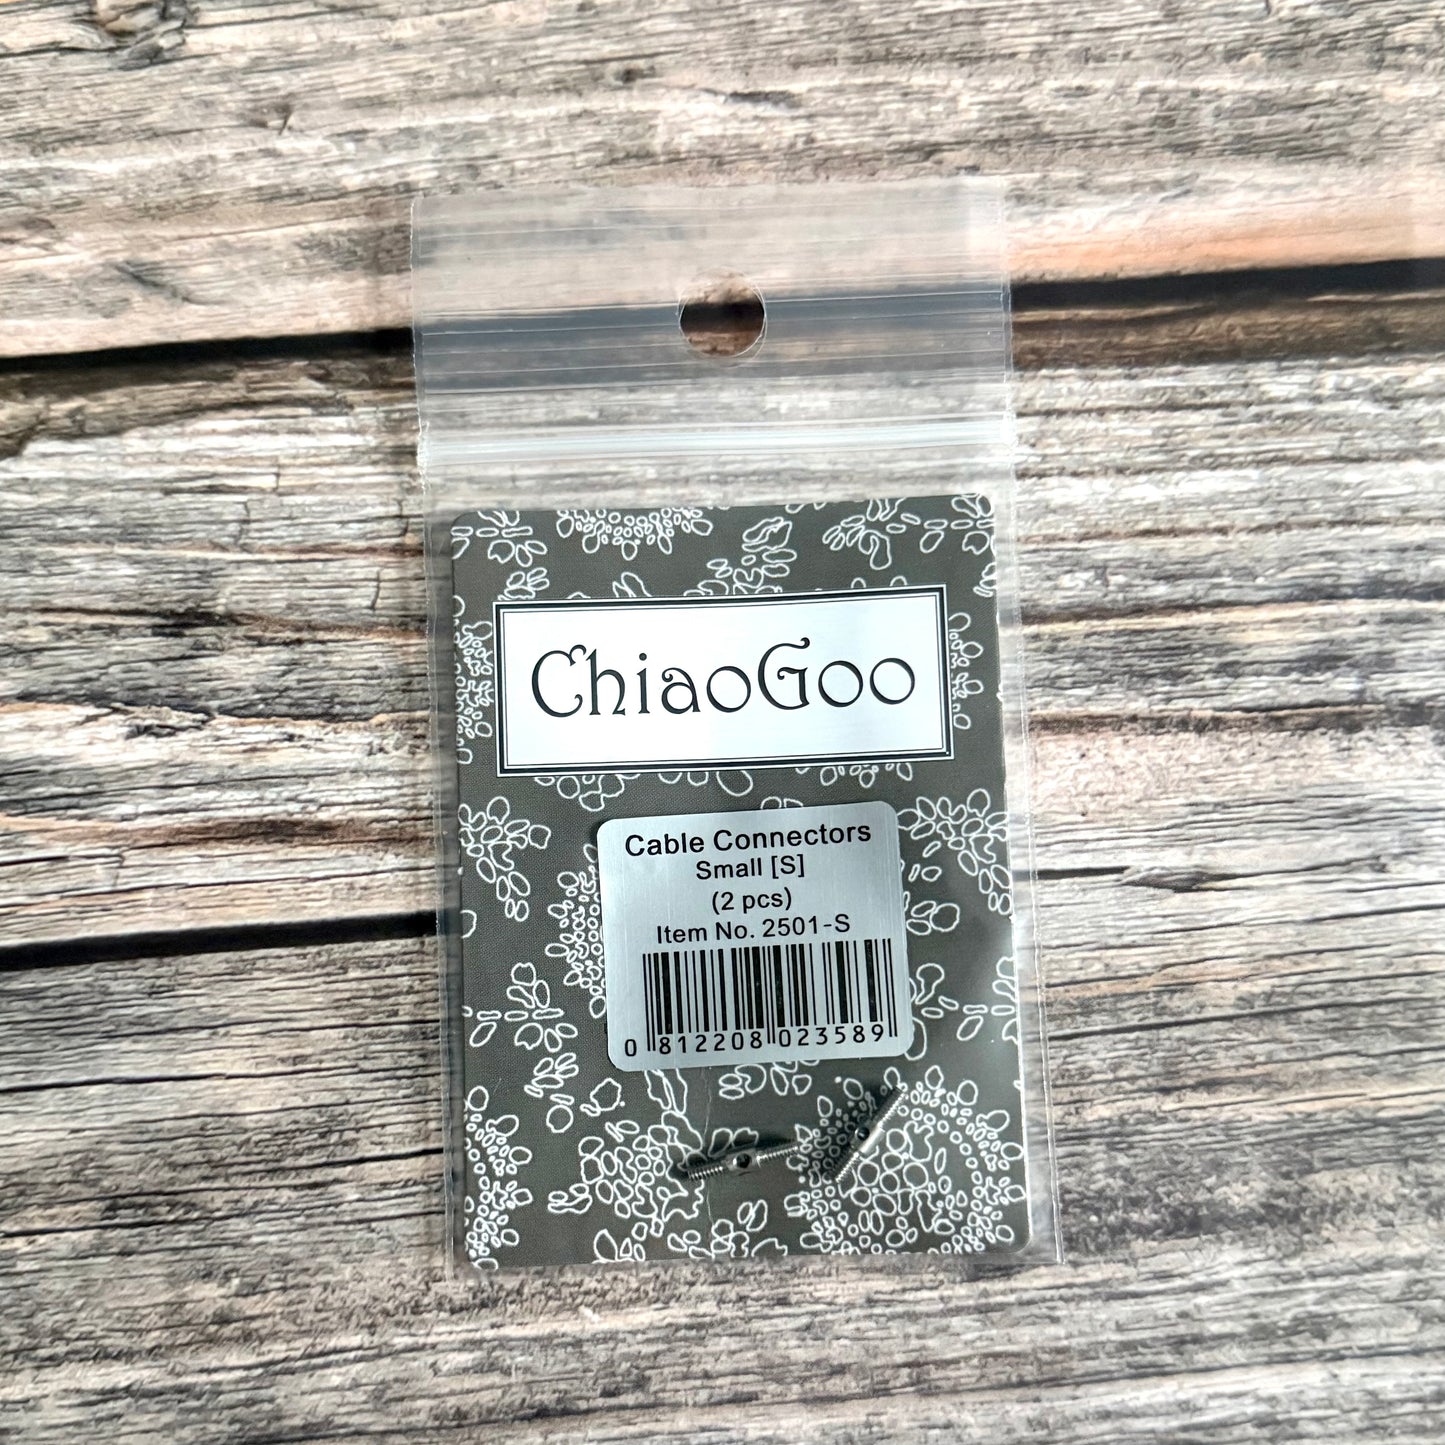 ChiaoGoo
Cable Connectors
Small [S]
(2 pcs)
Item No. 2501-S
0 812208 023589